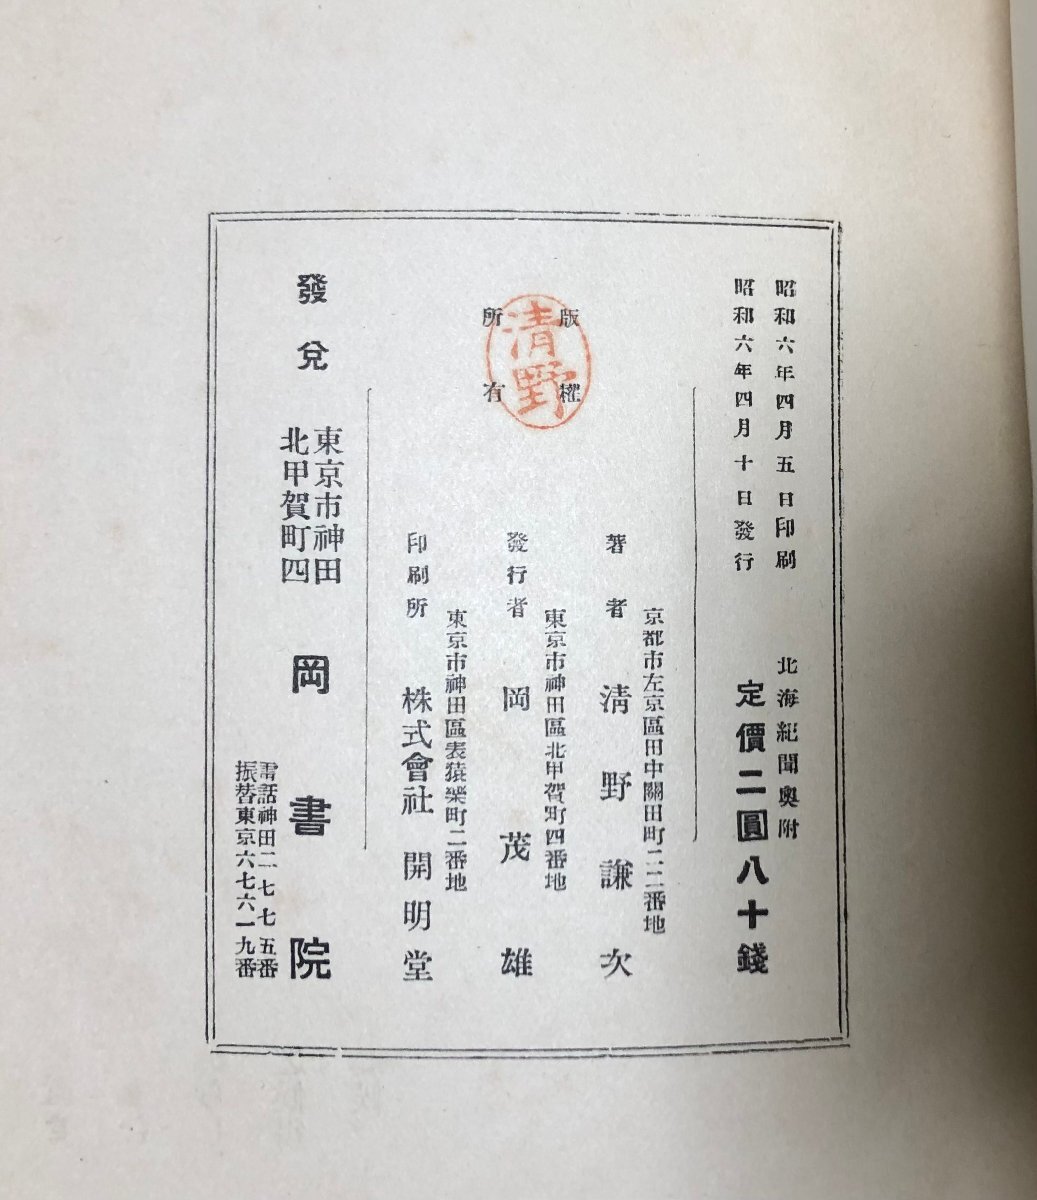 昭和六年四月五日印刷
北海紀聞奧附
昭和六年四月十日發行
定價二圓八十錢
版權
所有
清野
京都市左京區田中關田町二二番地
著者 淸野謙次
東京市神田區北甲賀町四番地
發行者 岡茂雄
東京市神田區表猿樂町二番地
印刷所 株式會社 開明堂
發兌
東京市神田
北甲賀町四
岡書院
電話神田二七七五番
振替東京六七六一九番